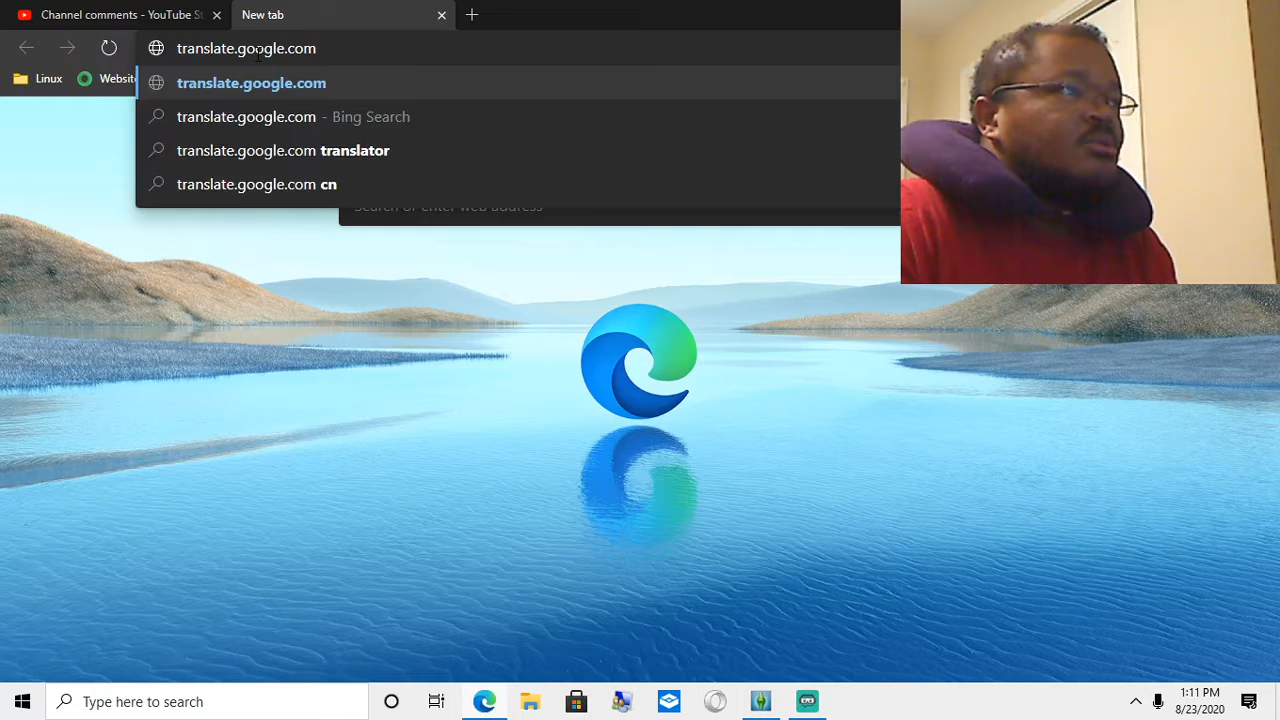 Channel comments - YouTube St
New tab
translate.google.com
Linux
Websit
translate.google.com
translate.google.com - Bing Search
translate.google.com translator
translate.google.com cn
Search or enter web address
Type here to search
1:11 PM
8/23/2020